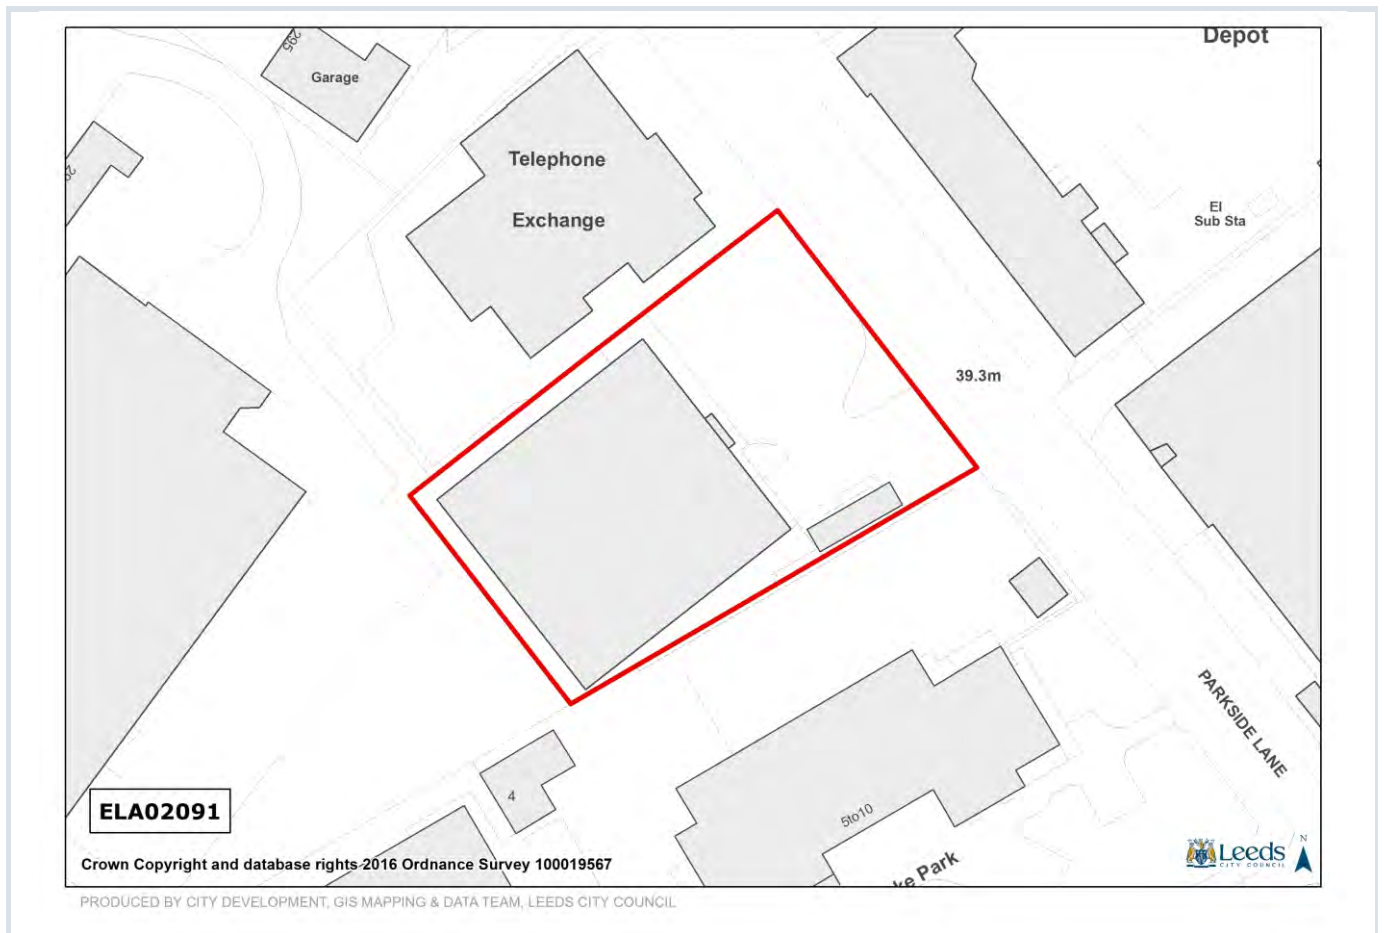 Depot
295
Garage
Telephone
Exchange
El
Sub Sta
39.3m
PARKSIDE LANE
4
5to10
ke Park
ELA02091
Crown Copyright and database rights 2016 Ordnance Survey 100019567
Leeds
CITY COUNCIL
N
PRODUCED BY CITY DEVELOPMENT, GIS MAPPING & DATA TEAM, LEEDS CITY COUNCIL